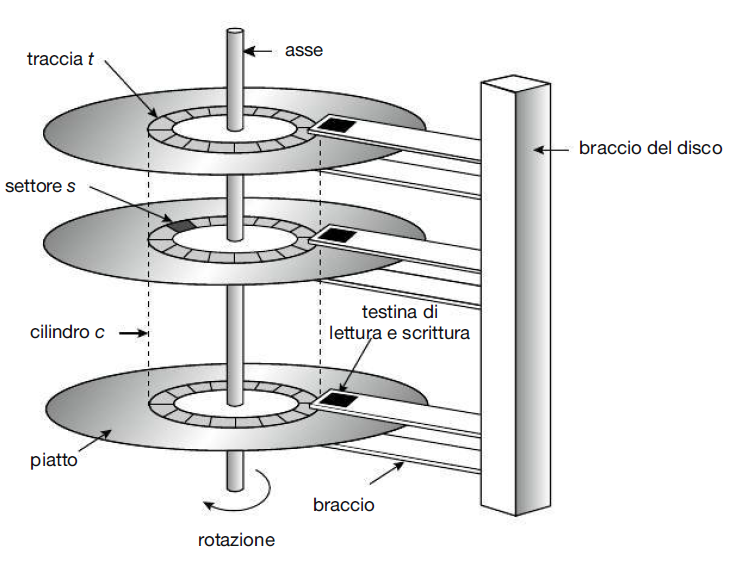 asse
traccia t
braccio del disco
settore s
testina di
lettura e scrittura
cilindro c
piatto
braccio
rotazione